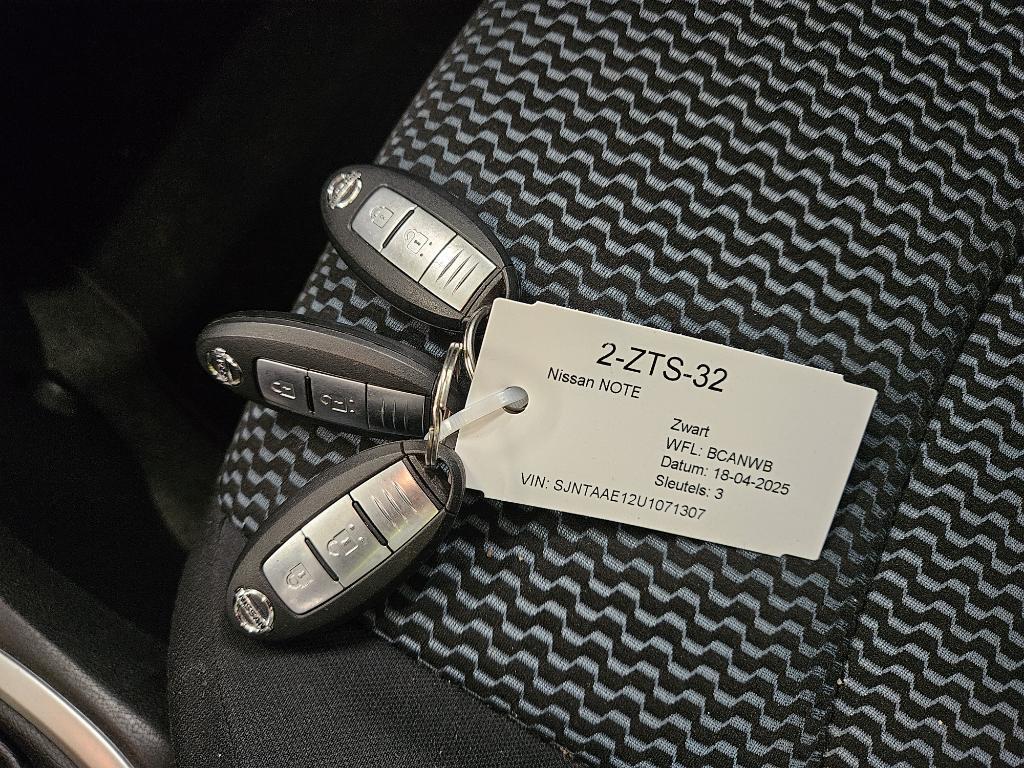 2-ZTS-32
Nissan NOTE
Zwart
WFL: BCANWB
Datum: 18-04-2025
Sleutels: 3
VIN: SJNTAAE12U1071307